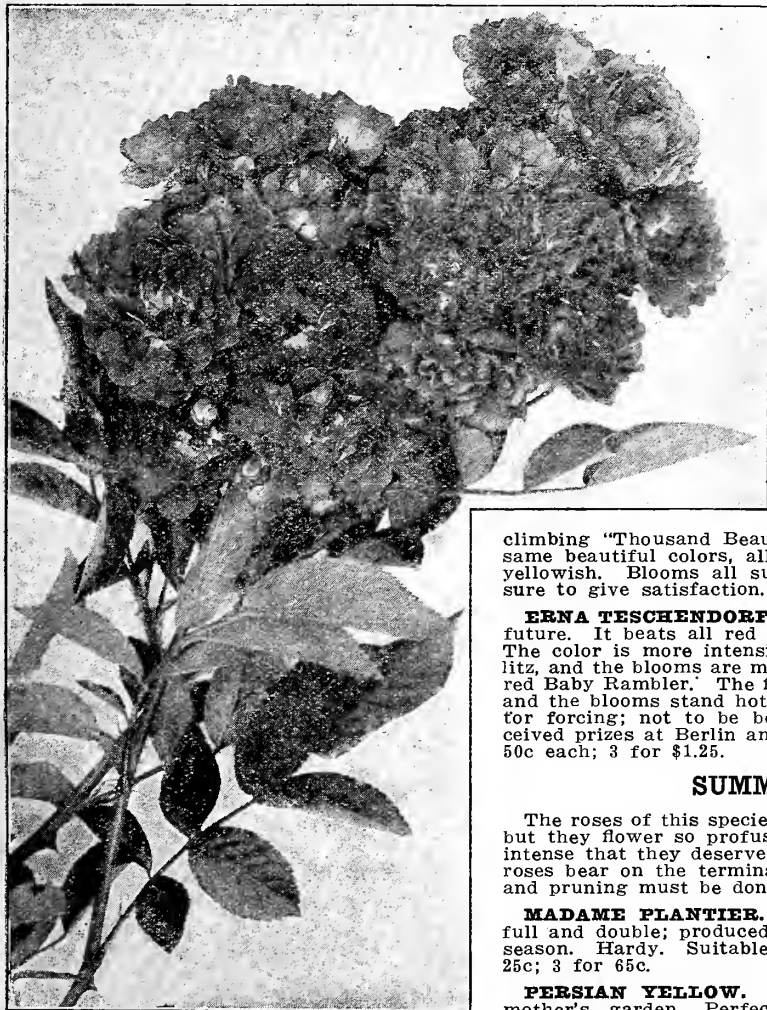 climbing “Thousand Beau
same beautiful colors, all
yellowish. Blooms all su
sure to give satisfaction.
ERNA TESCHENDORF
future. It beats all red
The color is more intensi
litz, and the blooms are m
red Baby Rambler. The f
and the blooms stand hot
for forcing; not to be be
ceived prizes at Berlin an
50c each; 3 for $1.25.
SUMM
The roses of this specie
but they flower so profus
intense that they deserve
roses bear on the termina
and pruning must be don
MADAME PLANTIER.
full and double; produced
season. Hardy. Suitable
25c; 3 for 65c.
PERSIAN YELLOW.
mother's garden. Perfec